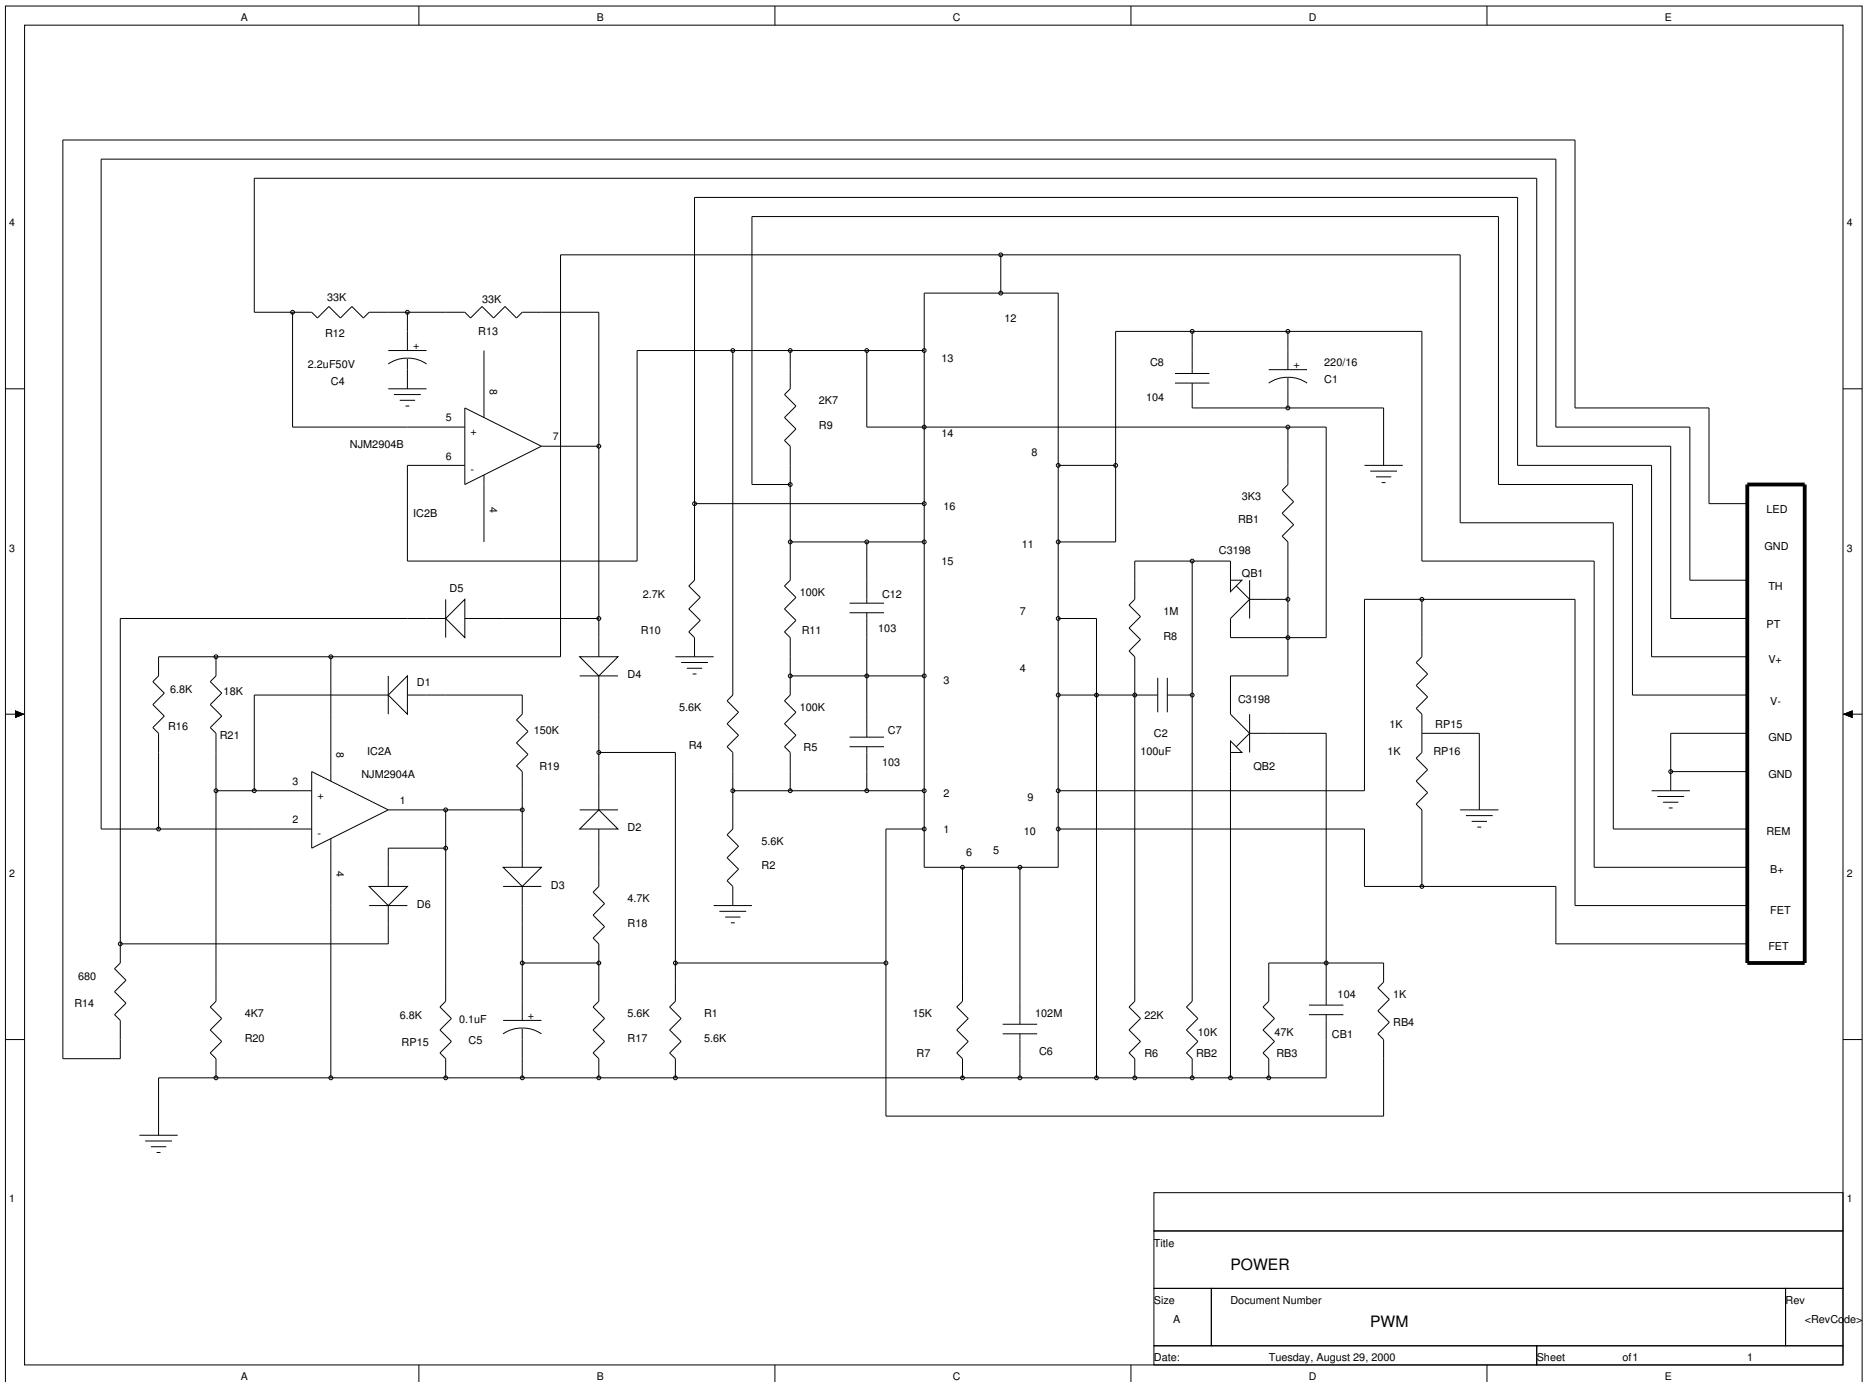 A B C D E
4 4
33K 33K
12
R12 R13
2.2uF50V
C4
13
C8 220/16
C1
104
8
2K7
R9
5
+
7
14
NJM2904B
6
-
8
16
3K3
RB1
LED
IC2B
4
GND
3 3
11
C3198
15
QB1
D5
TH
2.7K 100K C12
1M
7
R10 R11 103
R8
PT
V+
D4
4
3
D1
6.8K 18K
C3198
V-
5.6K 100K
R16 R21
150K
C7
C2
1K RP15
GND
R4 R5
8
IC2A
100uF
1K RP16
R19
103
QB2
NJM2904A
GND
3
+
1
2
9
2
-
D2
1
10
REM
5.6K
6 5
R2
B+
2 2
4
D3
D6
4.7K
FET
R18
FET
680
R14
4K7
6.8K 0.1uF + 5.6K R1
15K 102M
22K 10K 47K 104 1K
R20
RP15 C5 R17 5.6K
R7 C6
R6 RB2 RB3 CB1 RB4
1 1
Title
POWER
Size Document Number Rev
A PWM <RevCode>
Date: Tuesday, August 29, 2000 Sheet of 1 1
A B C D E